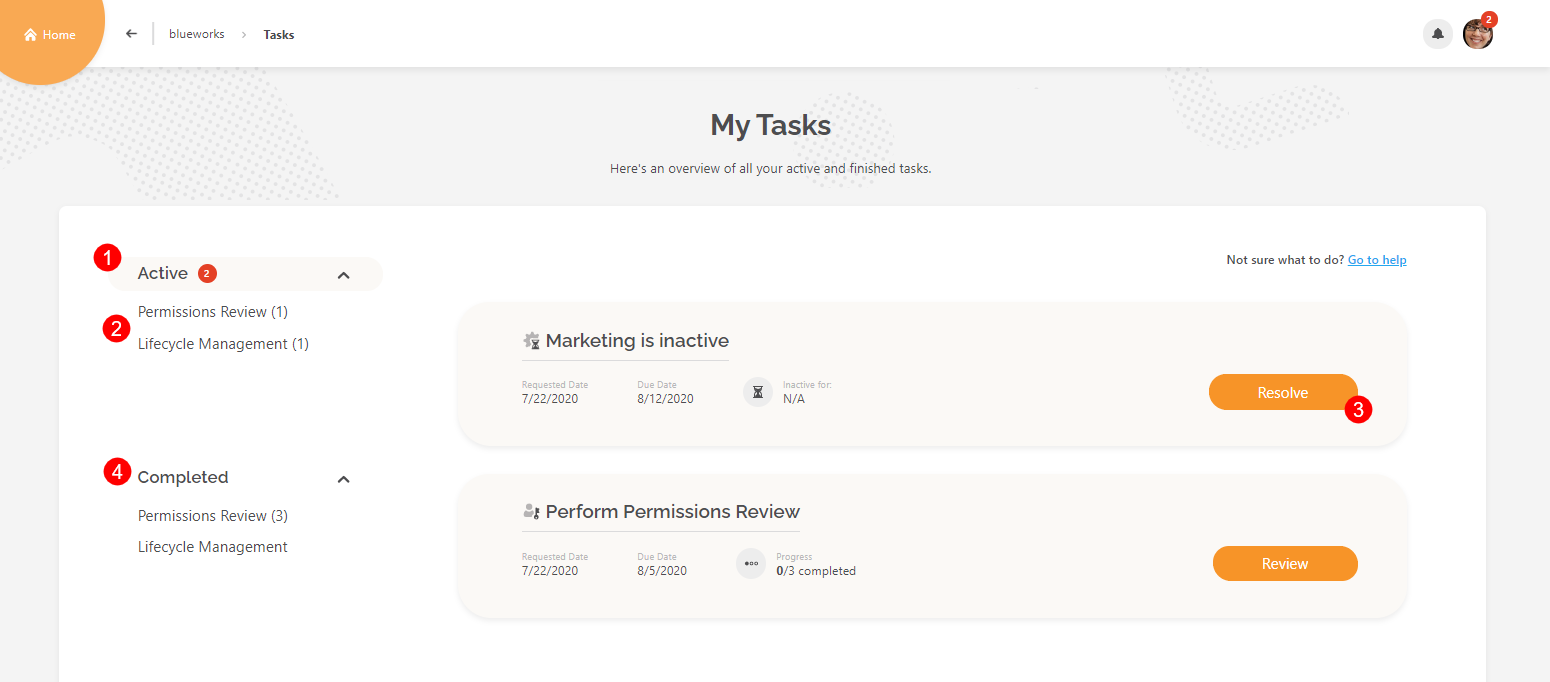 Home
blueworks
Tasks
2
My Tasks
Here's an overview of all your active and finished tasks.
1
Active 2
Not sure what to do? Go to help
2
Permissions Review (1)
Lifecycle Management (1)
Marketing is inactive
Requested Date
7/22/2020
Due Date
8/12/2020
Inactive for:
N/A
Resolve
3
4
Completed
Permissions Review (3)
Lifecycle Management
Perform Permissions Review
Requested Date
7/22/2020
Due Date
8/5/2020
Progress
0/3 completed
Review